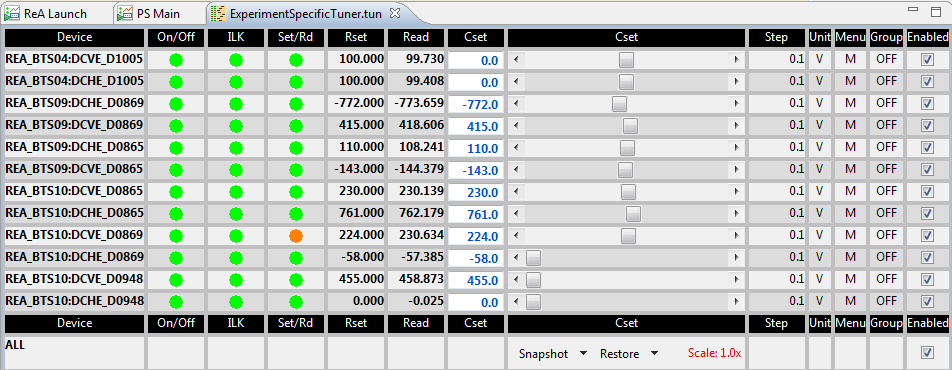 ReA Launch PS Main ExperimentSpecificTuner.tun
Device On/Off ILK Set/Rd Rset Read Cset Cset Step Unit Menu Group Enabled
REA_BTS04:DCVE_D1005 100.000 99.730 0.0 0.1 V M OFF
REA_BTS04:DCHE_D1005 100.000 99.408 0.0 0.1 V M OFF
REA_BTS09:DCHE_D0869 -772.000 -773.659 -772.0 0.1 V M OFF
REA_BTS09:DCVE_D0869 415.000 418.606 415.0 0.1 V M OFF
REA_BTS09:DCHE_D0865 110.000 108.241 110.0 0.1 V M OFF
REA_BTS09:DCVE_D0865 -143.000 -144.379 -143.0 0.1 V M OFF
REA_BTS10:DCVE_D0865 230.000 230.139 230.0 0.1 V M OFF
REA_BTS10:DCHE_D0865 761.000 762.179 761.0 0.1 V M OFF
REA_BTS10:DCVE_D0869 224.000 230.634 224.0 0.1 V M OFF
REA_BTS10:DCHE_D0869 -58.000 -57.385 -58.0 0.1 V M OFF
REA_BTS10:DCVE_D0948 455.000 458.873 455.0 0.1 V M OFF
REA_BTS10:DCHE_D0948 0.000 -0.025 0.0 0.1 V M OFF
Device On/Off ILK Set/Rd Rset Read Cset Cset Step Unit Menu Group Enabled
ALL Snapshot Restore Scale: 1.0x